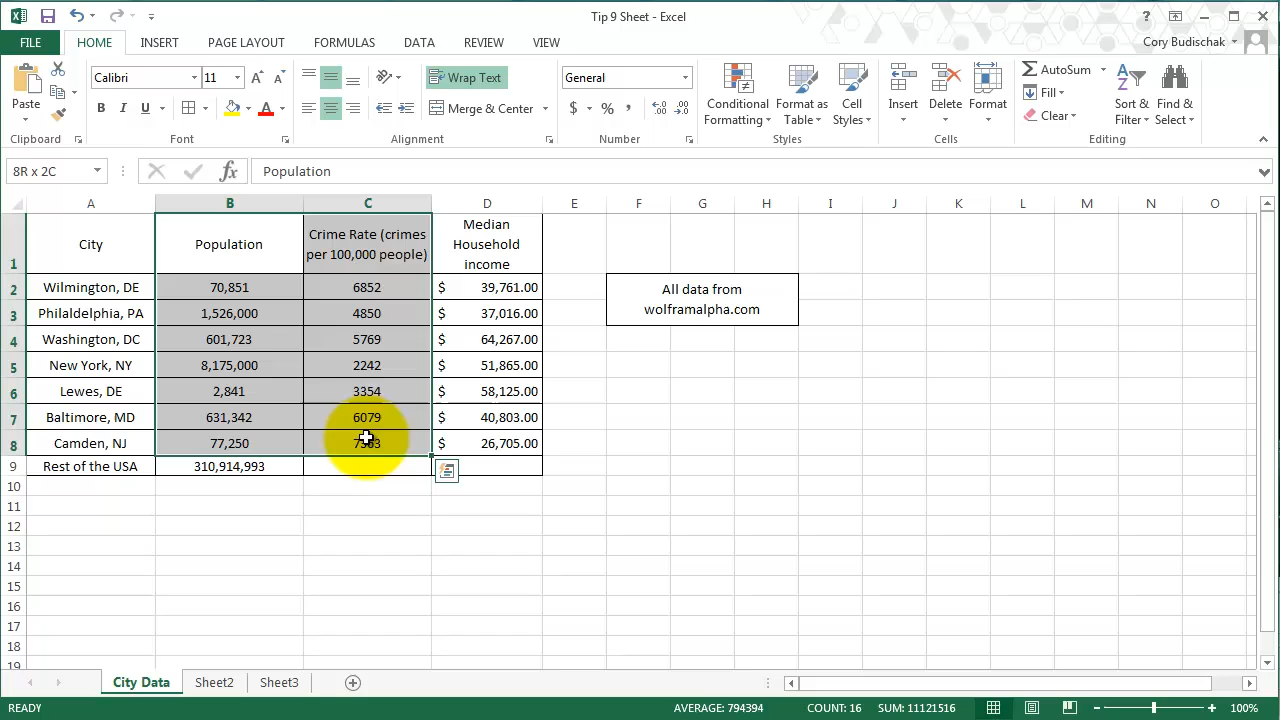 Tip 9 Sheet - Excel
FILE HOME INSERT PAGE LAYOUT FORMULAS DATA REVIEW VIEW Cory Budischak
Paste Calibri 11 Wrap Text General Conditional Formatting Format as Table Cell Styles Insert Delete Format AutoSum Fill Clear Sort & Filter Find & Select
B I U Merge & Center $ % ,
Clipboard Font Alignment Number Styles Cells Editing
8R x 2C fx Population
A B C D E F G H I J K L M N O
1 City Population Crime Rate (crimes per 100,000 people) Median Household income
2 Wilmington, DE 70,851 6852 $ 39,761.00
3 Philaldelphia, PA 1,526,000 4850 $ 37,016.00
4 Washington, DC 601,723 5769 $ 64,267.00
5 New York, NY 8,175,000 2242 $ 51,865.00
6 Lewes, DE 2,841 3354 $ 58,125.00
7 Baltimore, MD 631,342 6079 $ 40,803.00
8 Camden, NJ 77,250 $ 26,705.00
9 Rest of the USA 310,914,993
All data from
wolframalpha.com
10
11
12
13
14
15
16
17
18
19
City Data Sheet2 Sheet3
READY AVERAGE: 794394 COUNT: 16 SUM: 11121516 100%